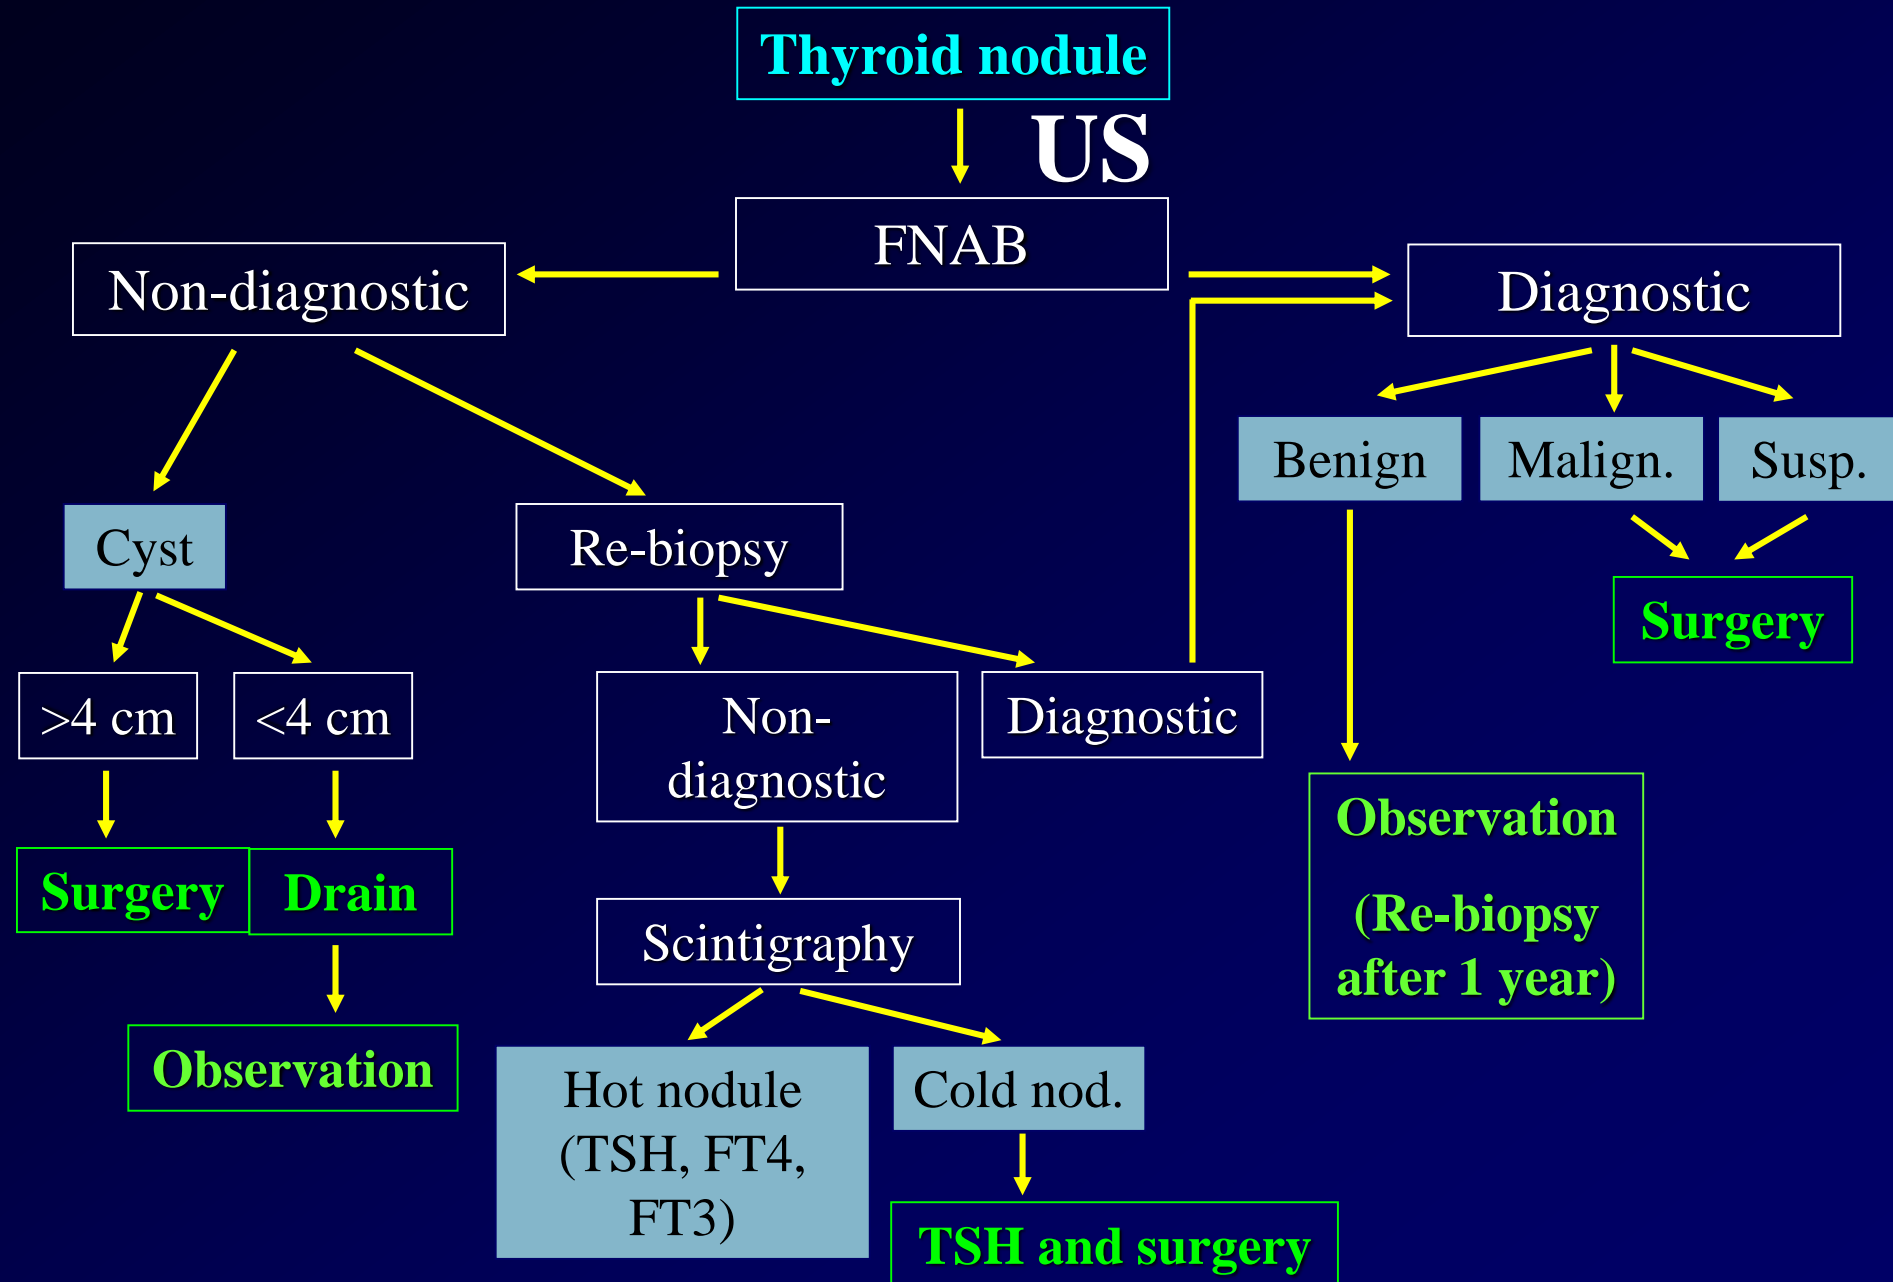 Thyroid nodule
US
FNAB
Non-diagnostic
Diagnostic
Benign
Malign.
Susp.
Cyst
Re-biopsy
Surgery
>4 cm
<4 cm
Non-
diagnostic
Diagnostic
Observation
(Re-biopsy
after 1 year)
Surgery
Drain
Scintigraphy
Observation
Hot nodule
(TSH, FT4,
FT3)
Cold nod.
TSH and surgery